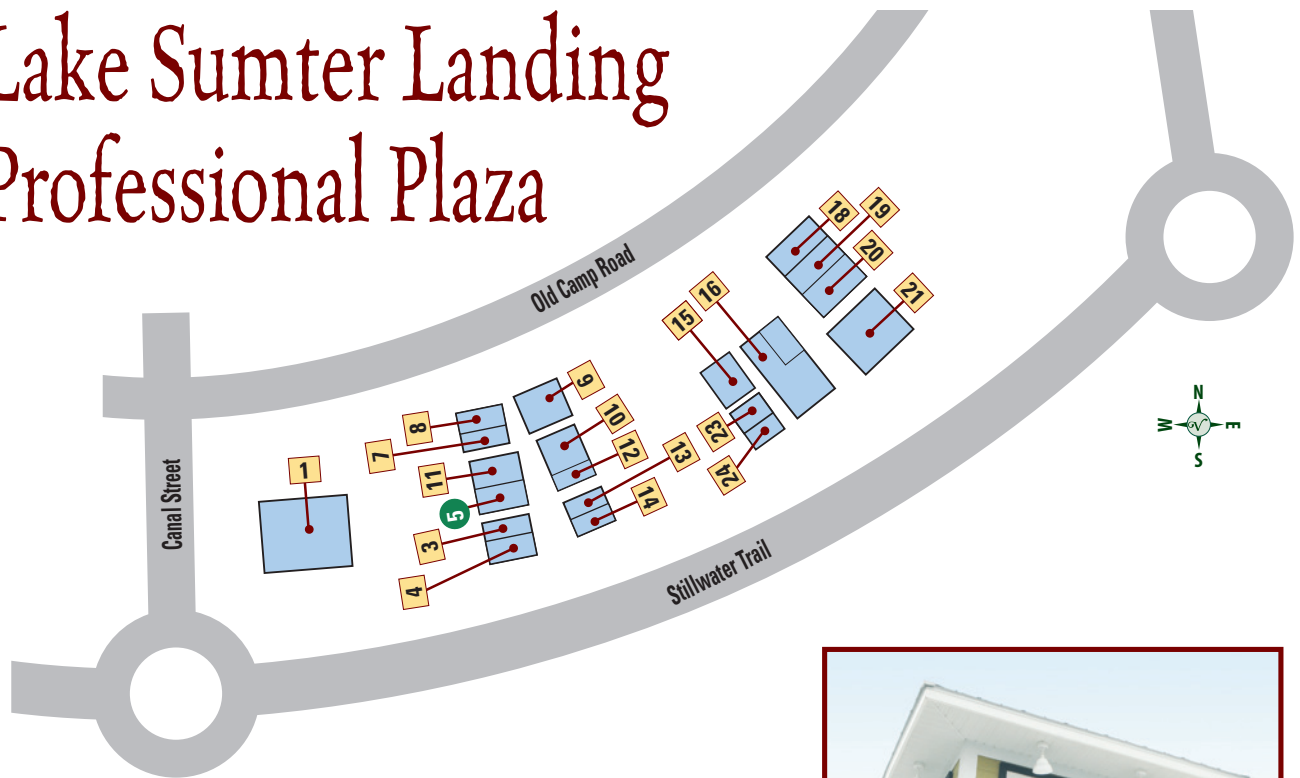 Lake Sumter Landing
Professional Plaza
Old Camp Road
Canal Street
Stillwater Trail
18
19
20
21
16
15
9
10
8
7
12
13
11
1
5
14
3
4
23
24
N
W
E
S